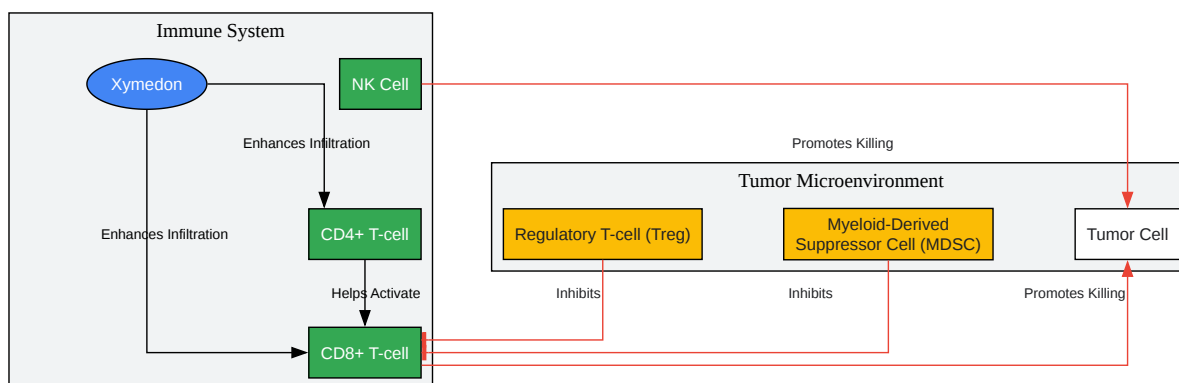 Immune System
Xymedon
NK Cell
Enhances Infiltration
Promotes Killing
Tumor Microenvironment
Enhances Infiltration
CD4+ T-cell
Regulatory T-cell (Treg)
Myeloid-Derived
Suppressor Cell (MDSC)
Tumor Cell
Helps Activate
Inhibits
Inhibits
Promotes Killing
CD8+ T-cell